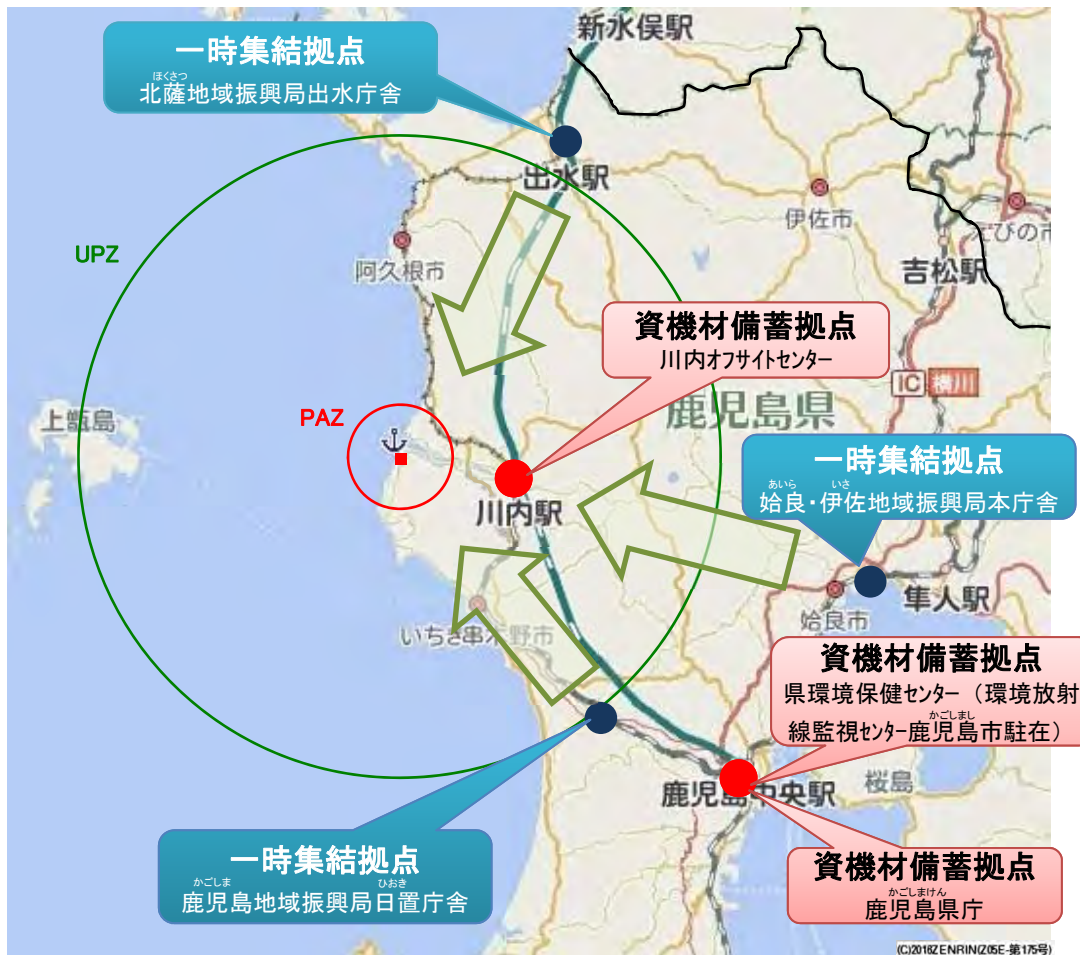 新水俣駅
一時集結拠点
ほくさつ
北薩地域振興局出水庁舎
出水駅
伊佐市
えびの市
UPZ
阿久根市
吉松駅
資機材備蓄拠点
川内オフサイトセンター
IC 横川
上甑島
PAZ
鹿児島県
一時集結拠点
あいら いさ
姶良・伊佐地域振興局本庁舎
川内駅
隼人駅
姶良市
いちき串木野市
資機材備蓄拠点
県環境保健センター（環境放射
かごしまし
線監視センター鹿児島市駐在）
桜島
鹿児島中央駅
一時集結拠点
かごしま ひおき
鹿児島地域振興局日置庁舎
資機材備蓄拠点
かごしまけん
鹿児島県庁
(C)2016ZENRIN(Z05E-第175号)